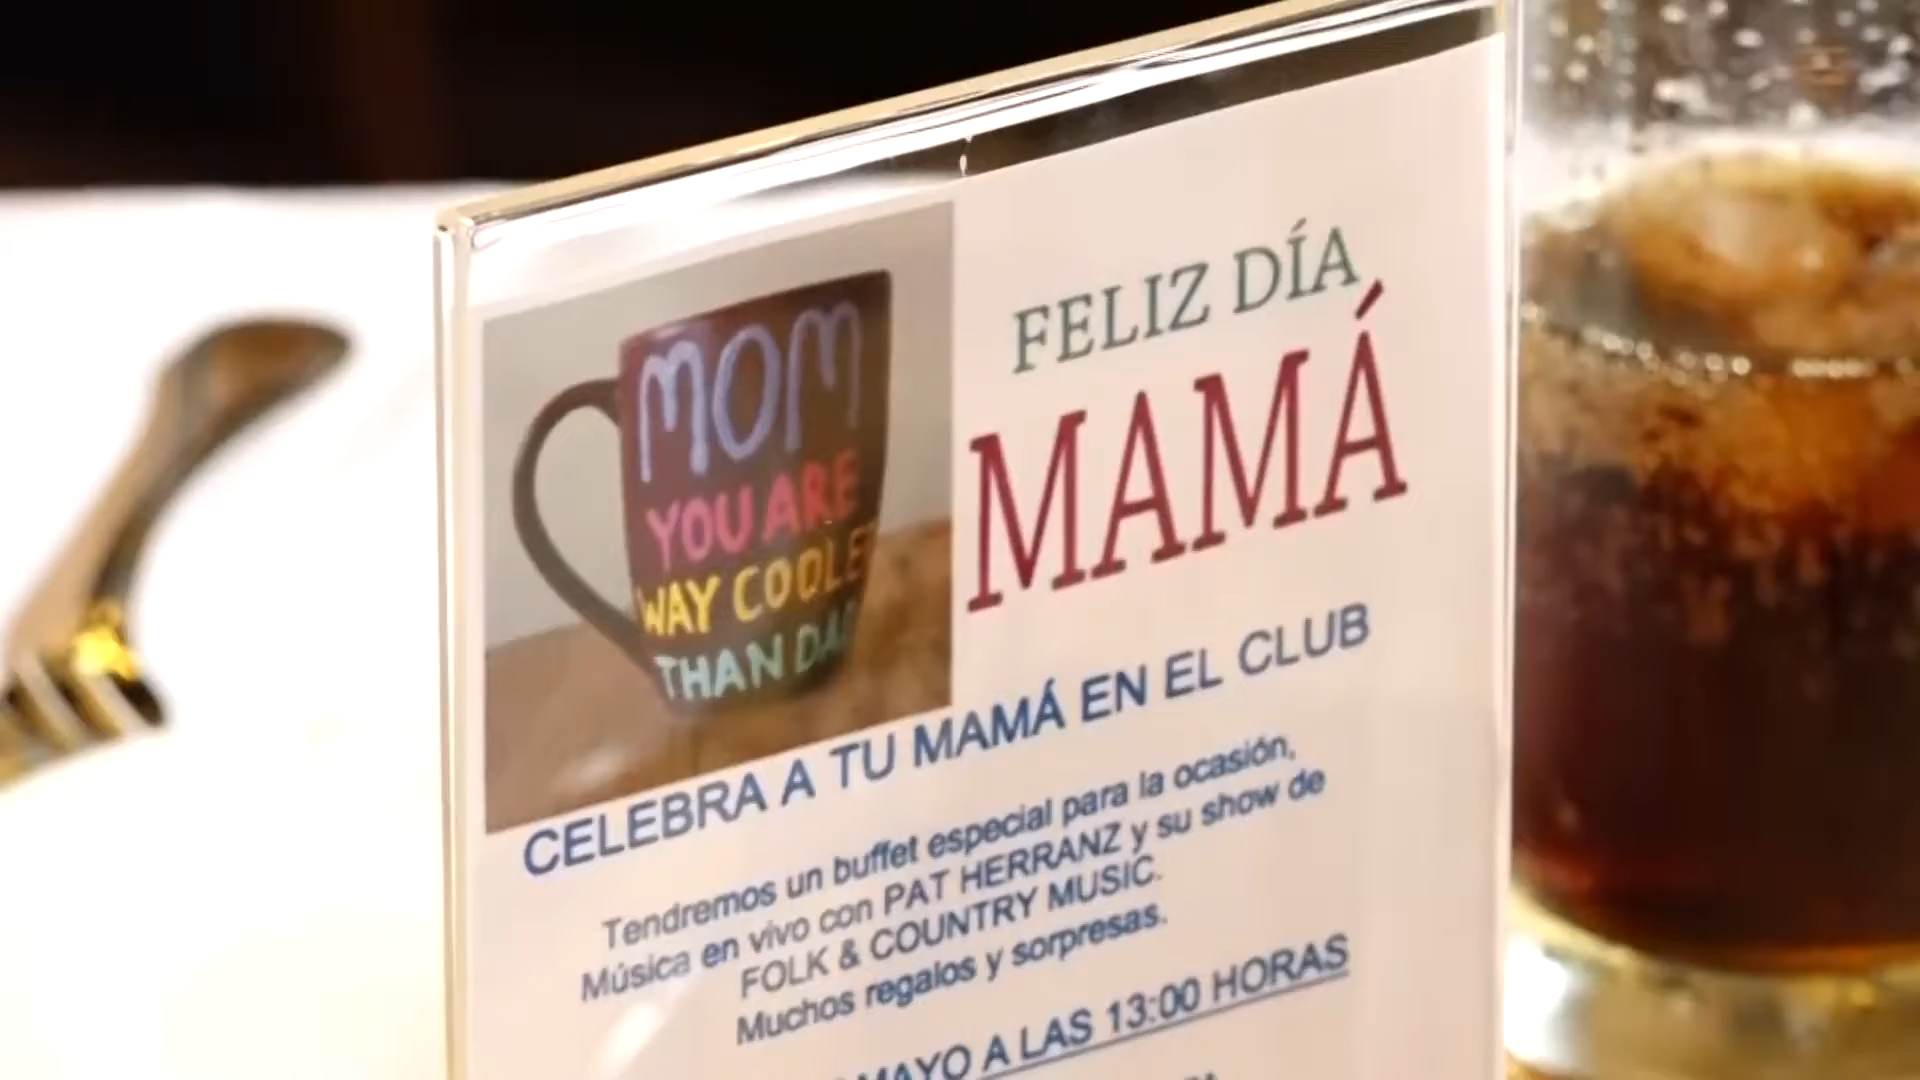 MOM
YOU ARE
WAY COOLE
THAN DA
FELIZ DÍA
MAMÁ
CELEBRA A TU MAMÁ EN EL CLUB
Tendremos un buffet especial para la ocasión,
Música en vivo con PAT HERRANZ y su show de
FOLK & COUNTRY MUSIC.
Muchos regalos y sorpresas.
MAYO A LAS 13:00 HORAS